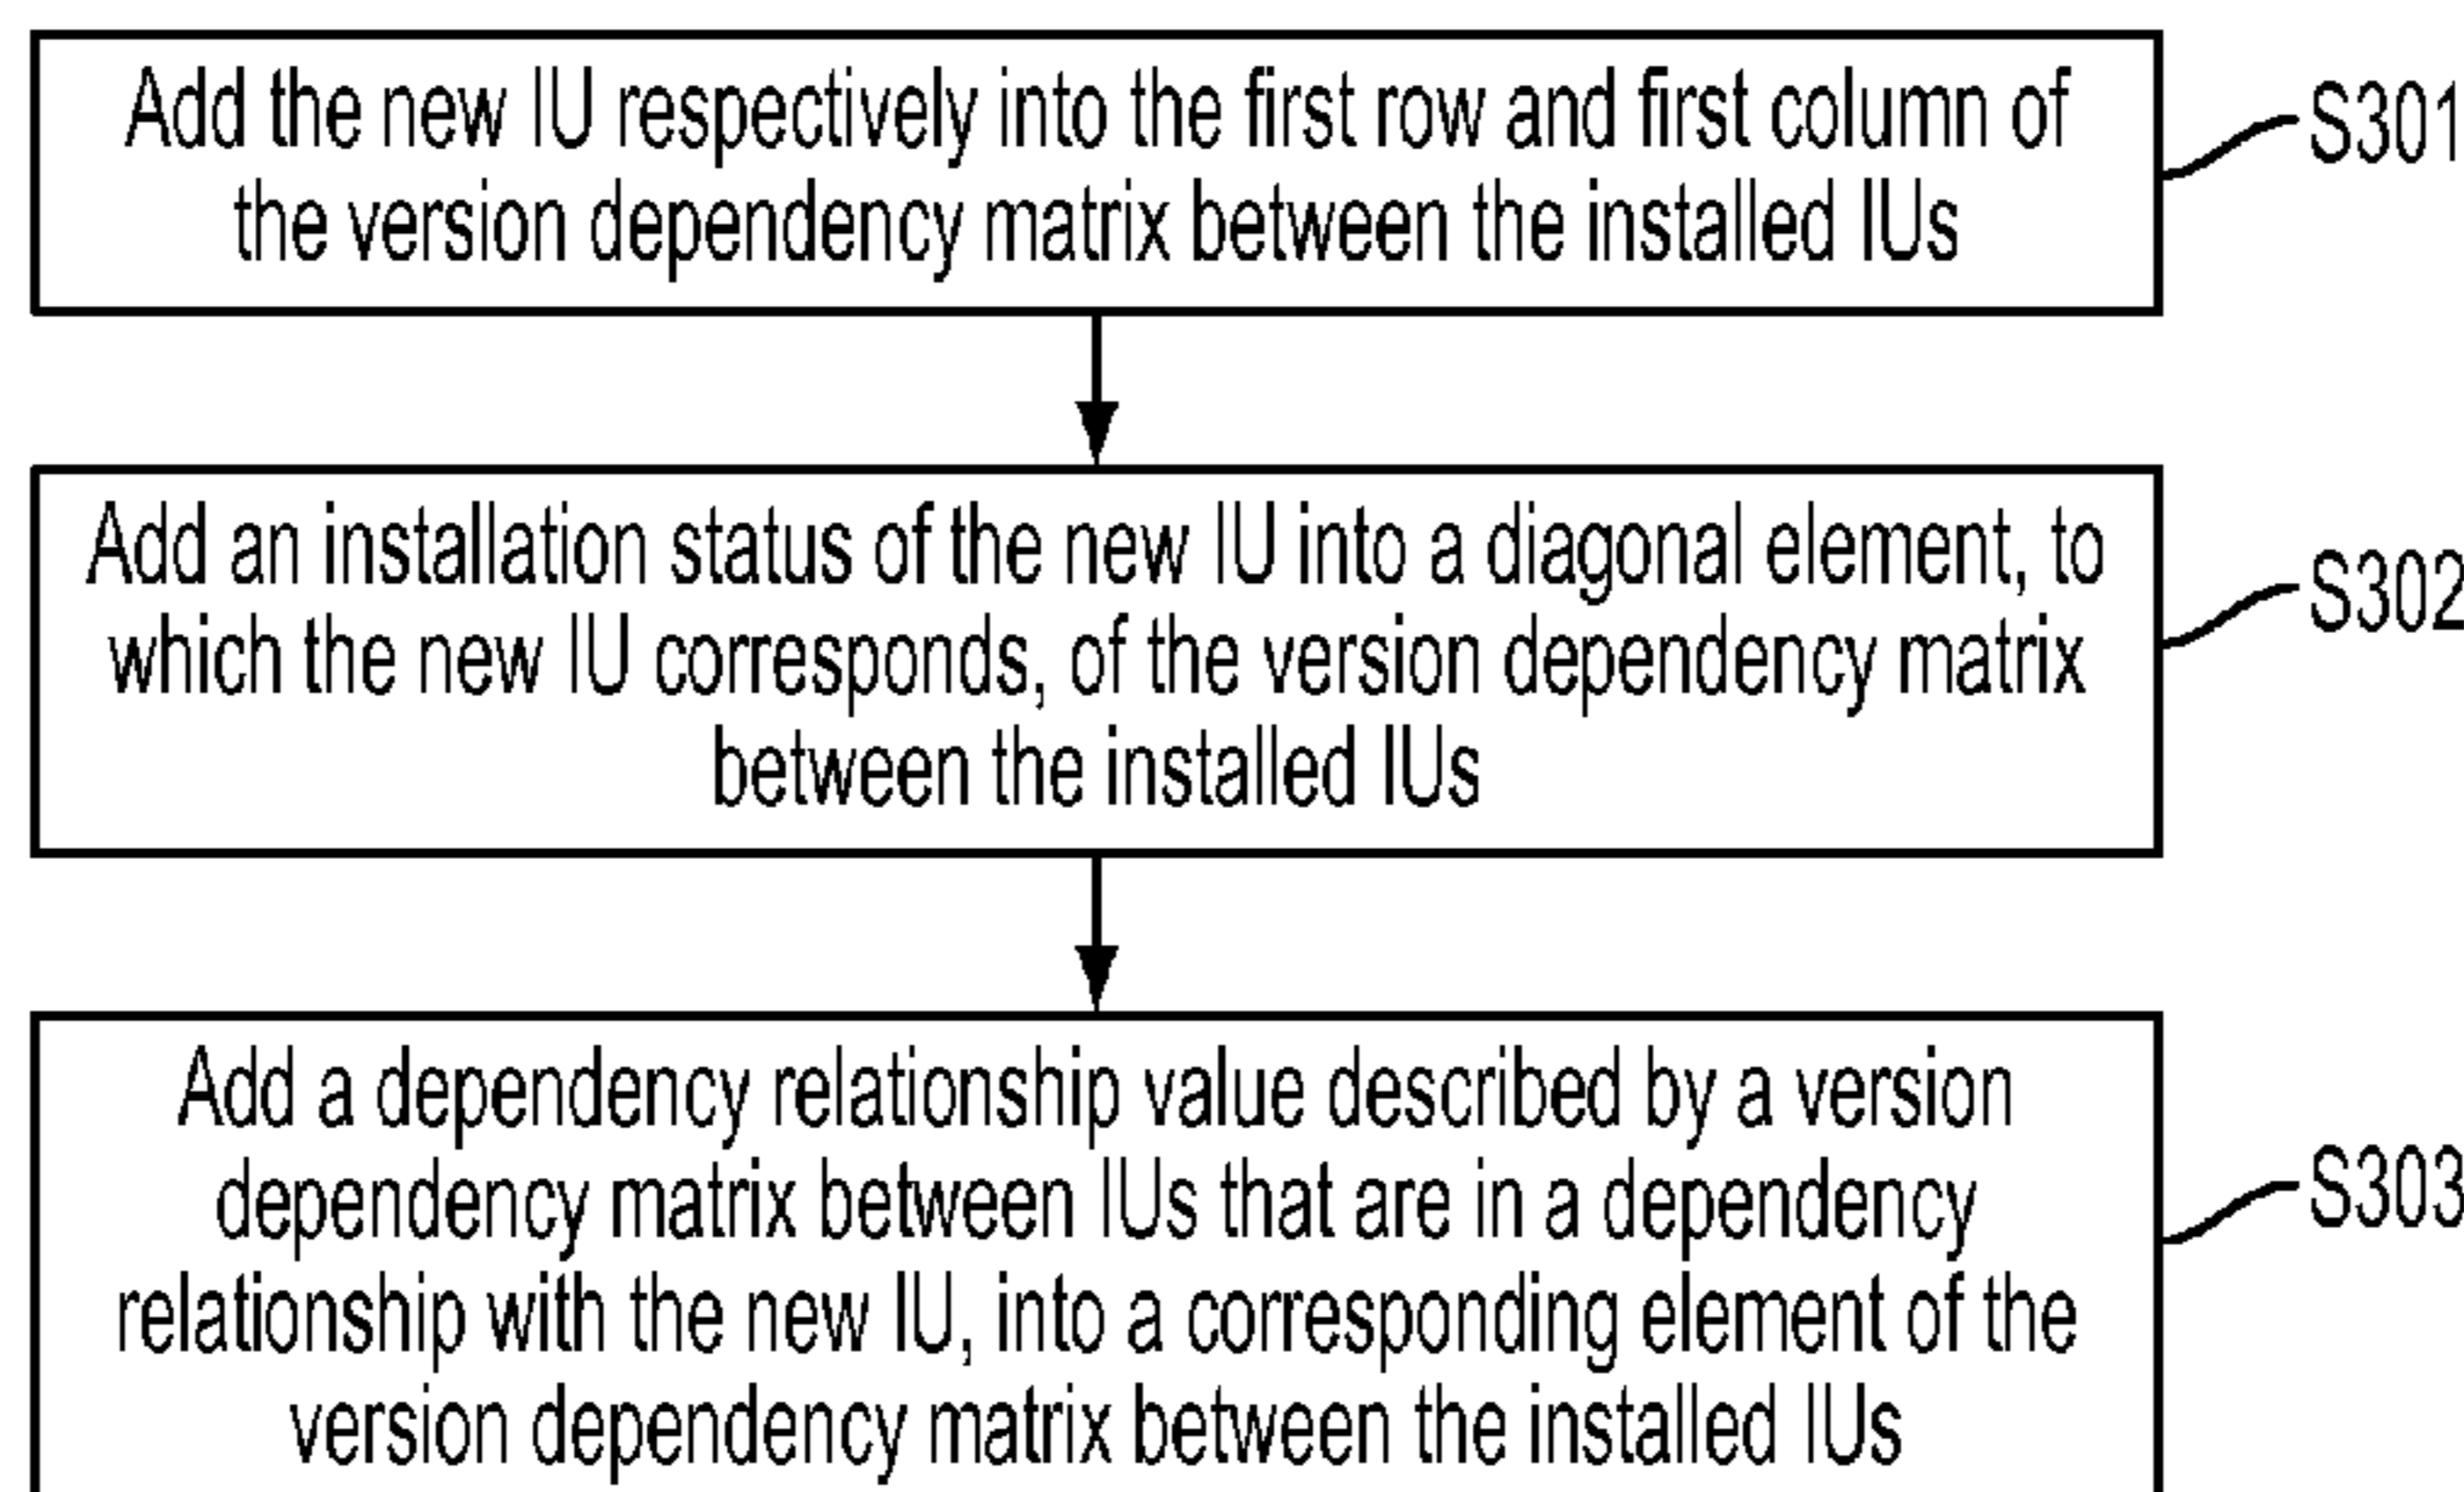 Add the new IU respectively into the first row and first column of
the version dependency matrix between the installed IUs
S301
Add an installation status of the new IU into a diagonal element, to
which the new IU corresponds, of the version dependency matrix
between the installed IUs
S302
Add a dependency relationship value described by a version
dependency matrix between IUs that are in a dependency
relationship with the new IU, into a corresponding element of the
version dependency matrix between the installed IUs
S303